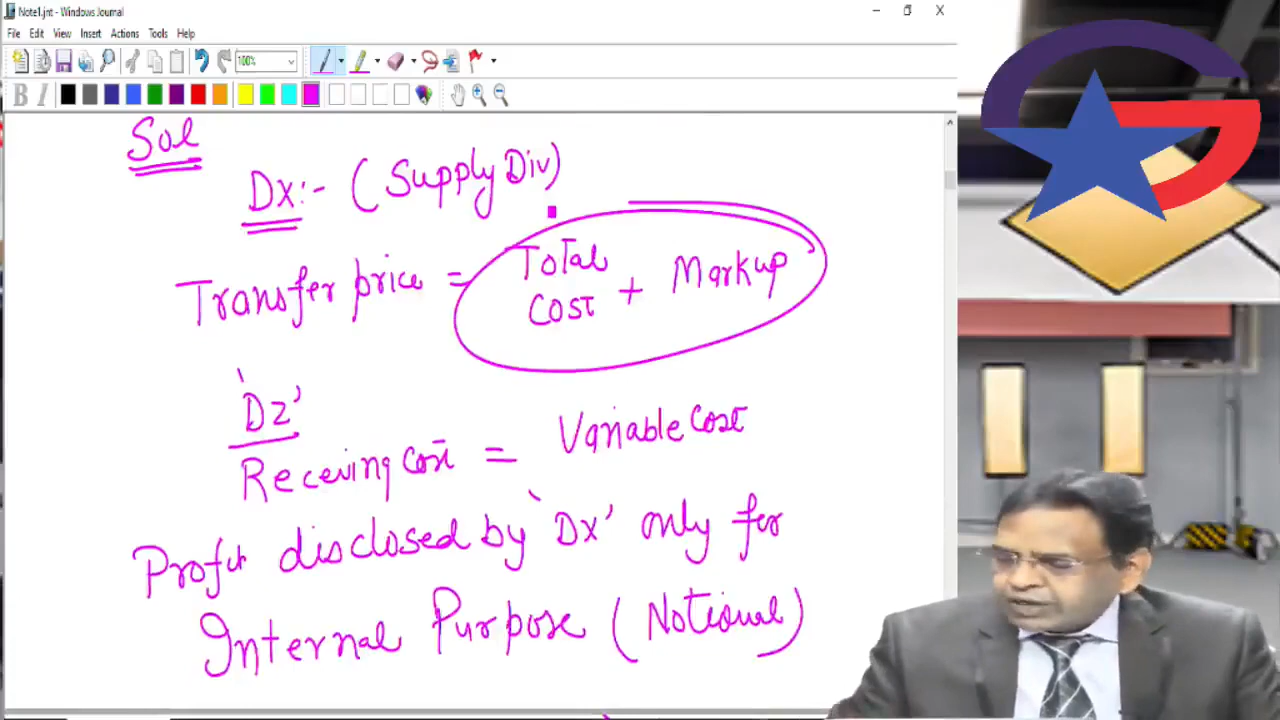 Note1.jnt - Windows Journal
File Edit View Insert Actions Tools Help
100%
B I
Sol
Dx:- (Supply Div)
Transfer price = Total Cost + Markup
'Dz'
Receiving cost = Variable cost
Profit disclosed by 'Dx' only for
Internal Purpose (Notional)